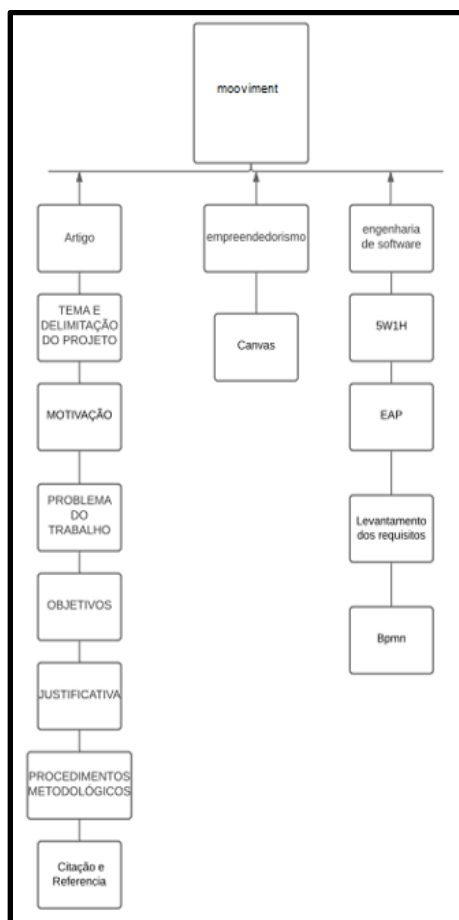 mooviment
Artigo
TEMA E
DELIMITAÇÃO
DO PROJETO
MOTIVAÇÃO
PROBLEMA
DO
TRABALHO
OBJETIVOS
JUSTIFICATIVA
PROCEDIMENTOS
METODOLÓGICOS
Citação e
Referencia
empreendedorismo
Canvas
engenharia
de software
5W1H
EAP
Levantamento
dos requisitos
Bpmn